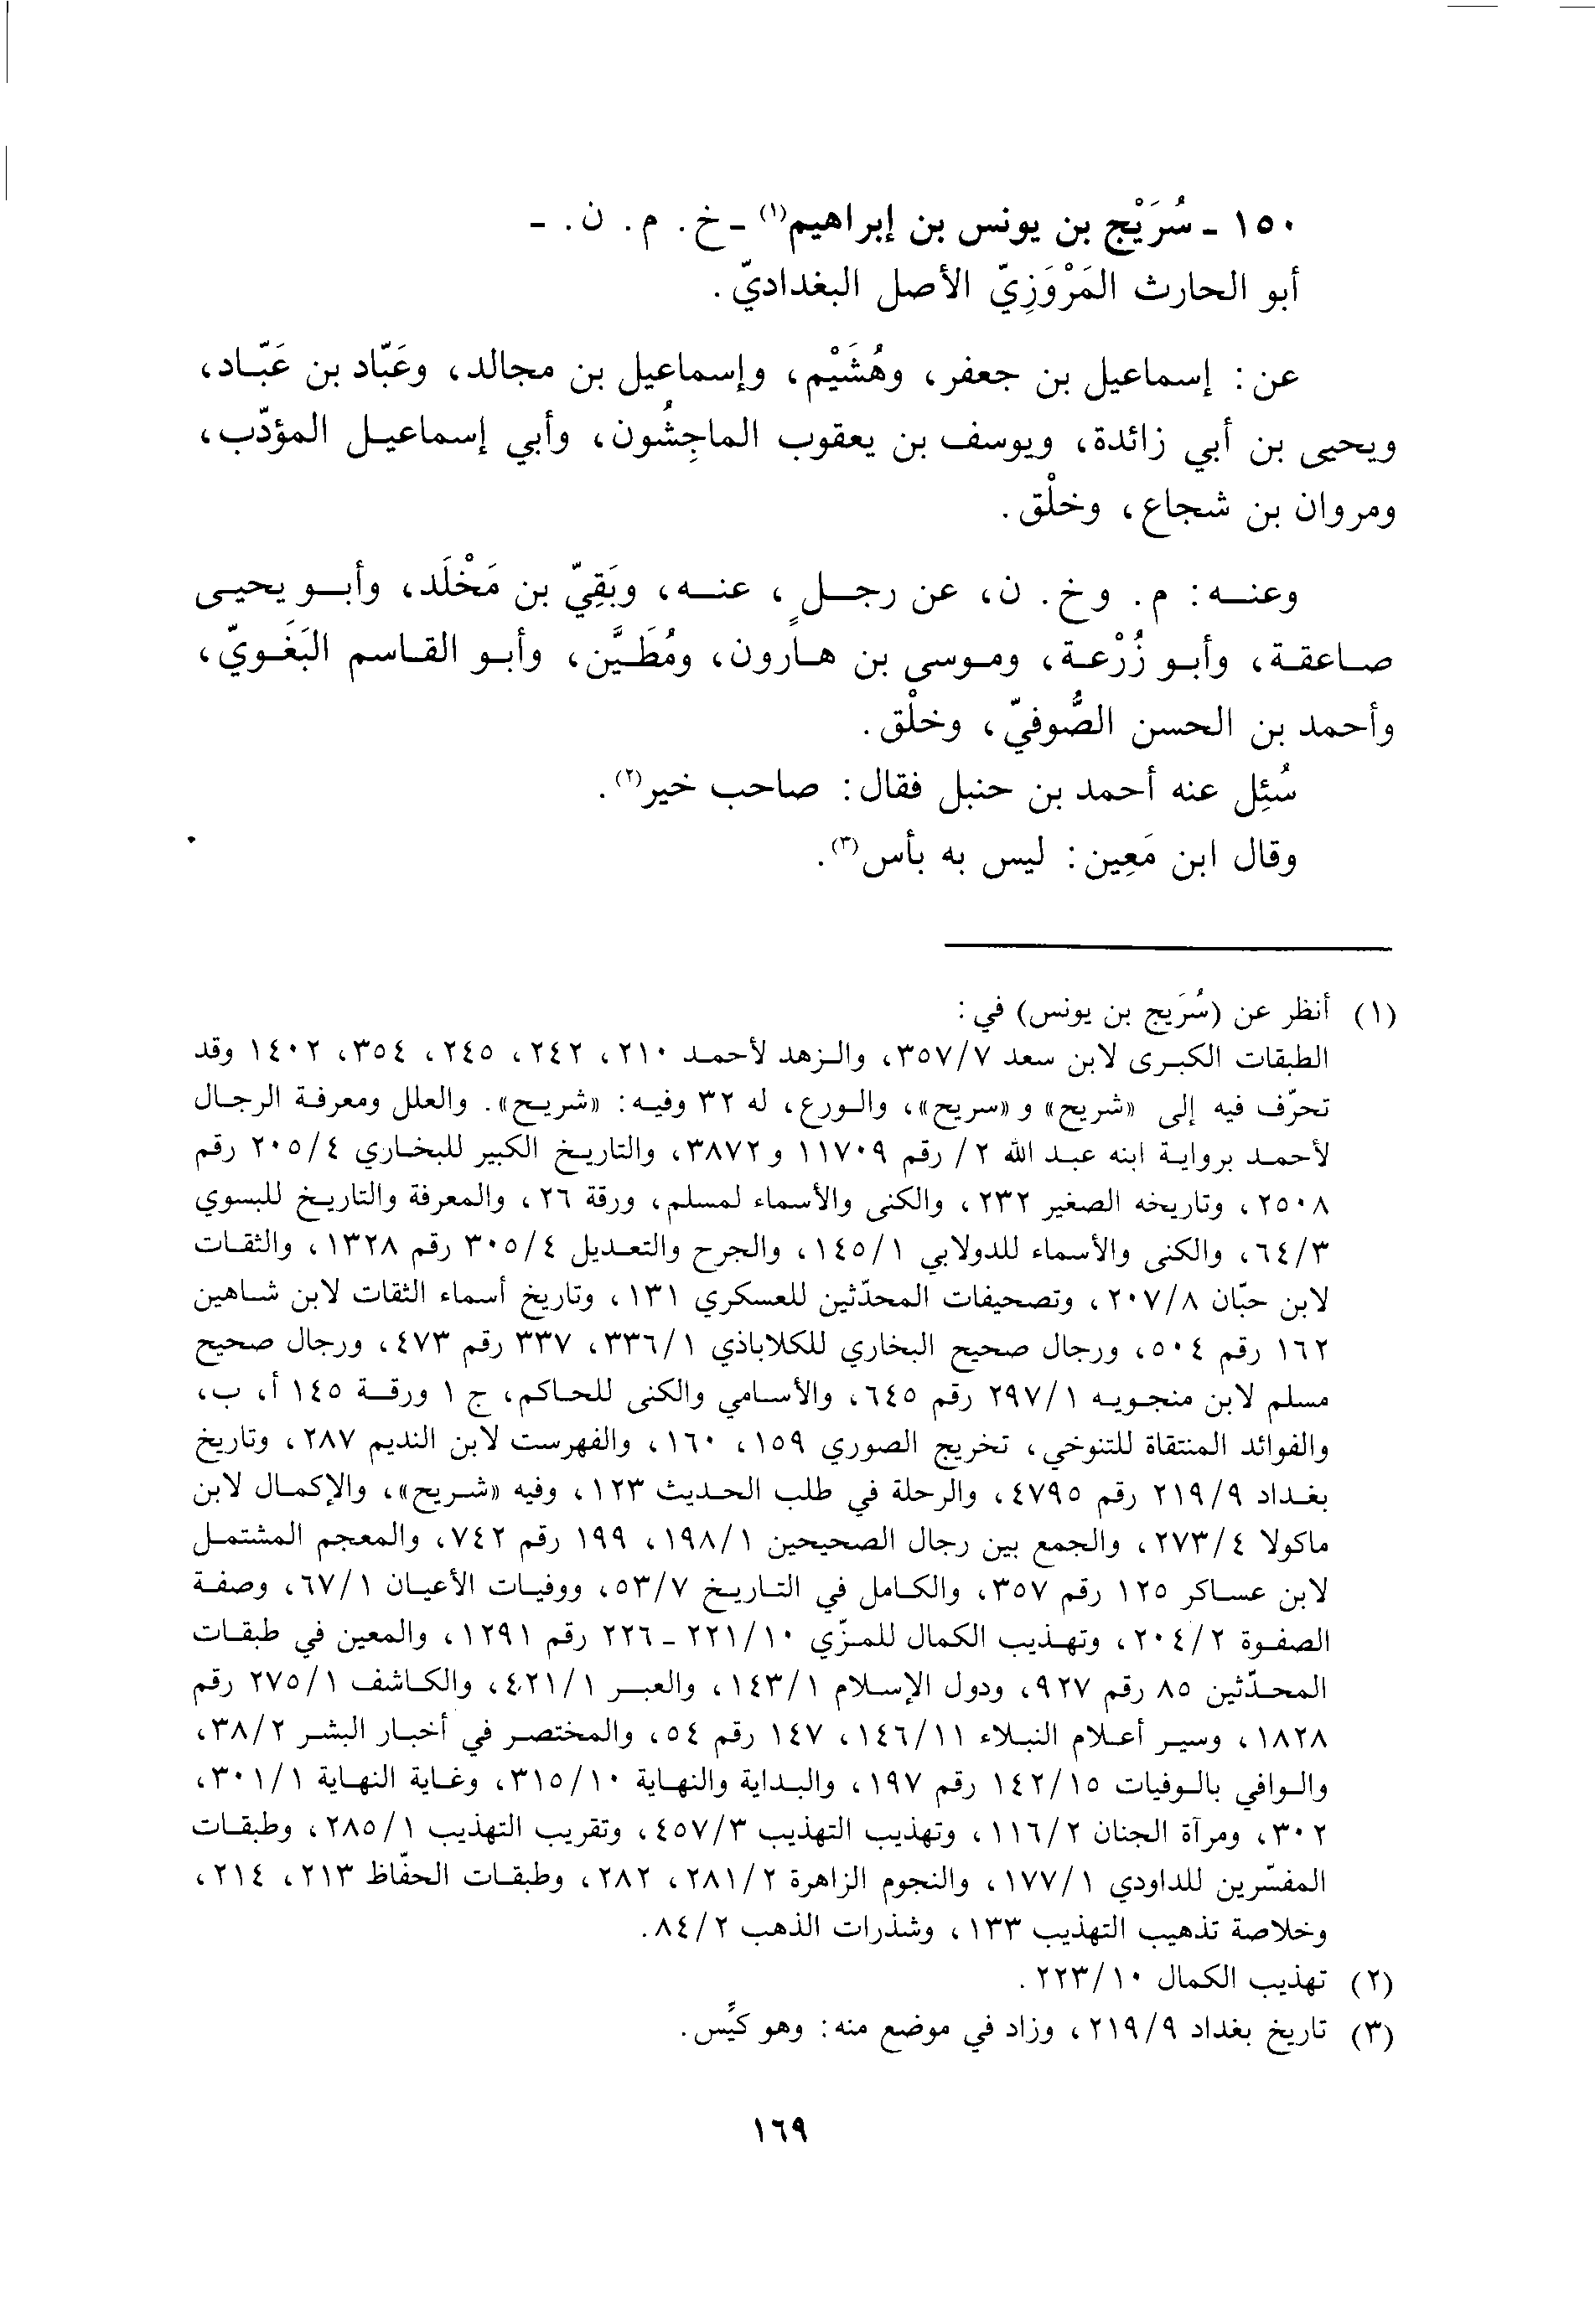 ١٥٠ - سُرَيْج بن يونس بن إبراهيم(١) - خ. م. ن. -
أبو الحارث المَرْوَزِيّ الأصل البغداديّ.
عن: إسماعيل بن جعفر، وهُشَيْم، وإسماعيل بن مجالد، وعَبّاد بن عَبّاد،
ويحيى بن أبي زائدة، ويوسف بن يعقوب الماجِشُون، وأبي إسماعيل المؤدّب،
ومروان بن شجاع، وخلْق.
وعنه: م. وخ. ن، عن رجلٍ، عنه، وبَقِيّ بن مَخْلَد، وأبو يحيى
صاعقة، وأبو زُرْعة، وموسى بن هارون، ومُطَيَّن، وأبو القاسم البَغَويّ،
وأحمد بن الحسن الصُّوفيّ، وخلْق.
سُئِل عنه أحمد بن حنبل فقال: صاحب خير(٢).
وقال ابن مَعِين: ليس به بأس(٣).
(١) أنظر عن (سُرَيج بن يونس) في:
الطبقات الكبرى لابن سعد ٣٥٧/٧، والزهد لأحمد ٢١٠، ٢٤٢، ٢٤٥، ٣٥٤، ١٤٠٢ وقد
تحرّف فيه إلى «شريح» و«سريح»، والورع، له ٣٢ وفيه: «شريح». والعلل ومعرفة الرجال
لأحمد برواية ابنه عبد الله ٢/ رقم ١١٧٠٩ و٣٨٧٢، والتاريخ الكبير للبخاري ٢٠٥/٤ رقم
٢٥٠٨، وتاريخه الصغير ٢٣٢، والكنى والأسماء لمسلم، ورقة ٢٦، والمعرفة والتاريخ للبسوي
٦٤/٣، والكنى والأسماء للدولابي ١٤٥/١، والجرح والتعديل ٣٠٥/٤ رقم ١٣٢٨، والثقات
لابن حبّان ٢٠٧/٨، وتصحيفات المحدّثين للعسكري ١٣١، وتاريخ أسماء الثقات لابن شاهين
١٦٢ رقم ٥٠٤، ورجال صحيح البخاري للكلاباذي ٣٣٦/١، ٣٣٧ رقم ٤٧٣، ورجال صحيح
مسلم لابن منجويه ٢٩٧/١ رقم ٦٤٥، والأسامي والكنى للحاكم، ج ١ ورقة ١٤٥ أ، ب،
والفوائد المنتقاة للتنوخي، تخريج الصوري ١٥٩، ١٦٠، والفهرست لابن النديم ٢٨٧، وتاريخ
بغداد ٢١٩/٩ رقم ٤٧٩٥، والرحلة في طلب الحديث ١٢٣، وفيه «شريح»، والإكمال لابن
ماكولا ٢٧٣/٤، والجمع بين رجال الصحيحين ١٩٨/١، ١٩٩ رقم ٧٤٢، والمعجم المشتمل
لابن عساكر ١٢٥ رقم ٣٥٧، والكامل في التاريخ ٥٣/٧، ووفيات الأعيان ٦٧/١، وصفة
الصفوة ٢٠٤/٢، وتهذيب الكمال للمزّي ٢٢١/١٠ - ٢٢٦ رقم ١٢٩١، والمعين في طبقات
المحدّثين ٨٥ رقم ٩٢٧، ودول الإسلام ١٤٣/١، والعبر ٤٢١/١، والكاشف ٢٧٥/١ رقم
١٨٢٨، وسير أعلام النبلاء ١٤٦/١١، ١٤٧ رقم ٥٤، والمختصر في أخبار البشر ٣٨/٢،
والوافي بالوفيات ١٤٢/١٥ رقم ١٩٧، والبداية والنهاية ٣١٥/١٠، وغاية النهاية ٣٠١/١،
٣٠٢، ومرآة الجنان ١١٦/٢، وتهذيب التهذيب ٤٥٧/٣، وتقريب التهذيب ٢٨٥/١، وطبقات
المفسّرين للداودي ١٧٧/١، والنجوم الزاهرة ٢٨١/٢، ٢٨٢، وطبقات الحفّاظ ٢١٣، ٢١٤،
وخلاصة تذهيب التهذيب ١٣٣، وشذرات الذهب ٨٤/٢.
(٢) تهذيب الكمال ٢٢٣/١٠.
(٣) تاريخ بغداد ٢١٩/٩، وزاد في موضع منه: وهو كيِّس.
١٦٩